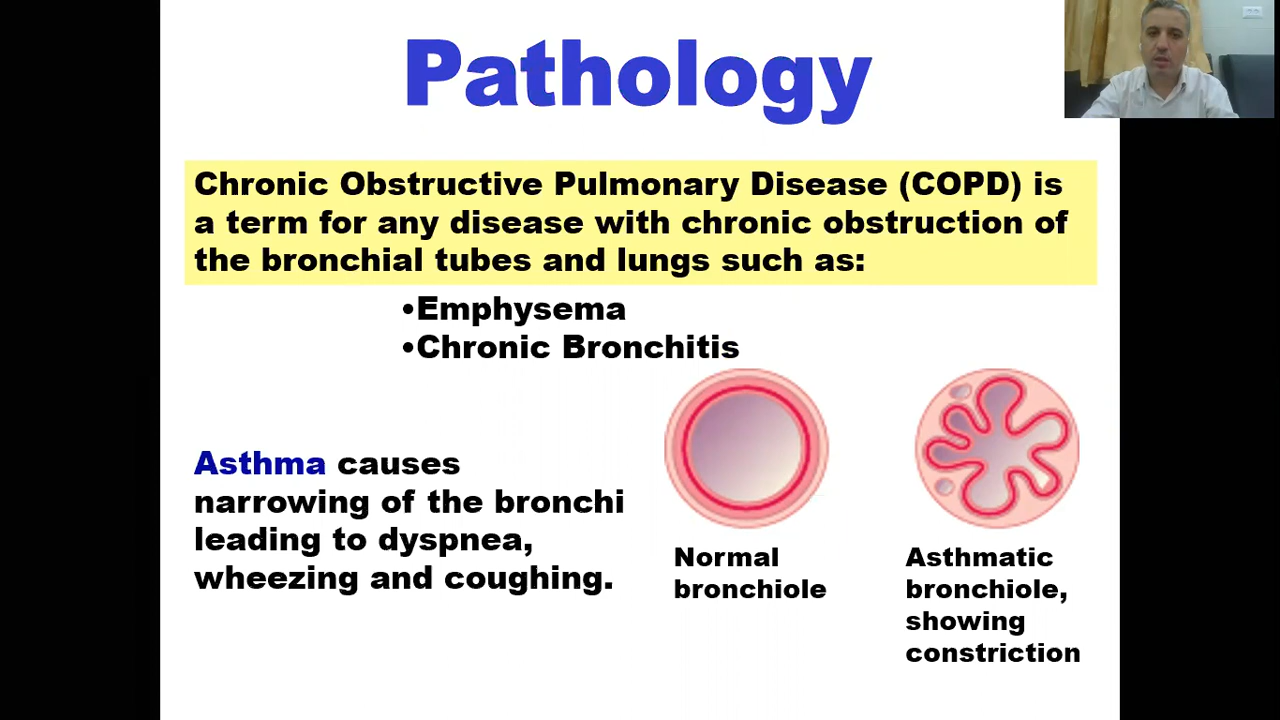 Pathology
Chronic Obstructive Pulmonary Disease (COPD) is
a term for any disease with chronic obstruction of
the bronchial tubes and lungs such as:
•Emphysema
•Chronic Bronchitis
Asthma causes
narrowing of the bronchi
leading to dyspnea,
wheezing and coughing.
Normal
bronchiole
Asthmatic
bronchiole,
showing
constriction